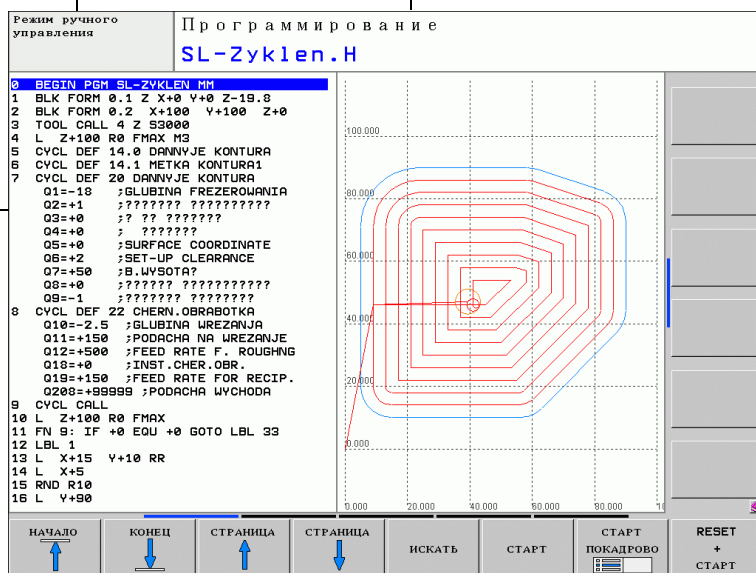 Режим ручного
управления
Программирование
SL-Zyklen.H
0 BEGIN PGM SL-ZYKLEN MM
1 BLK FORM 0.1 Z X+0 Y+0 Z-19.8
2 BLK FORM 0.2 X+100 Y+100 Z+0
3 TOOL CALL 4 Z S3000
4 L Z+100 R0 FMAX M3
5 CYCL DEF 14.0 DANNYJE KONTURA
6 CYCL DEF 14.1 METKA KONTURA1
7 CYCL DEF 20 DANNYJE KONTURA
Q1=-18 ;GLUBINA FREZEROWANIA
Q2=+1 ;??????? ??????????
Q3=+0 ;? ?? ???????
Q4=+0 ; ???????
Q5=+0 ;SURFACE COORDINATE
Q6=+2 ;SET-UP CLEARANCE
Q7=+50 ;B.WYSOTA?
Q8=+0 ;?????? ???????????
Q9=-1 ;??????? ????????
8 CYCL DEF 22 CHERN.OBRABOTKA
Q10=-2.5 ;GLUBINA WREZANJA
Q11=+150 ;PODACHA NA WREZANJE
Q12=+500 ;FEED RATE F. ROUGHNG
Q18=+0 ;INST.CHER.OBR.
Q19=+150 ;FEED RATE FOR RECIP.
Q208=+99999 ;PODACHA WYCHODA
9 CYCL CALL
10 L Z+100 R0 FMAX
11 FN 9: IF +0 EQU +0 GOTO LBL 33
12 LBL 1
13 L X+15 Y+10 RR
14 L X+5
15 RND R10
16 L Y+90
100.000
80.000
60.000
40.000
20.000
0.000
0.000 20.000 40.000 60.000 80.000
НАЧАЛО
КОНЕЦ
СТРАНИЦА
СТРАНИЦА
ИСКАТЬ
СТАРТ
СТАРТ
ПОКАДРОВО
RESET
+
СТАРТ